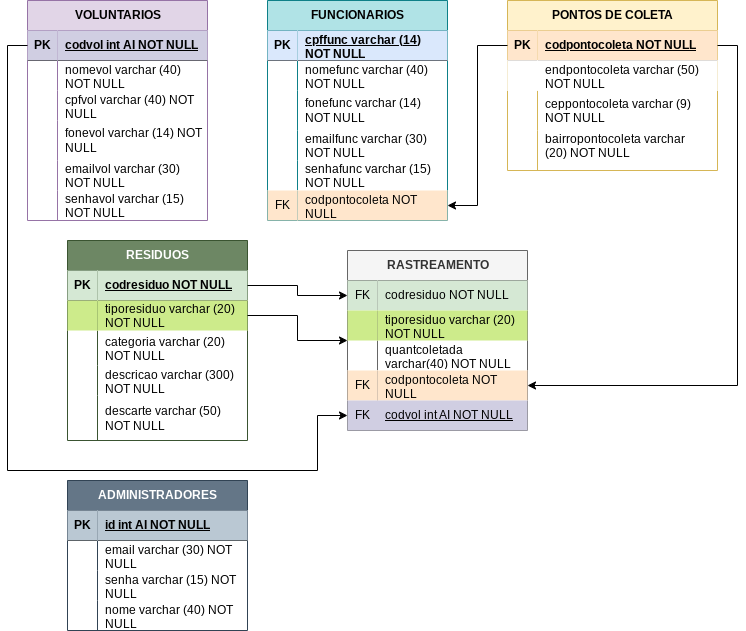 VOLUNTARIOS
PK codvol int AI NOT NULL
nomevol varchar (40)
NOT NULL
cpfvol varchar (40) NOT
NULL
fonevol varchar (14) NOT
NULL
emailvol varchar (30)
NOT NULL
senhavol varchar (15)
NOT NULL
FUNCIONARIOS
PK cpffunc varchar (14)
NOT NULL
nomefunc varchar (40)
NOT NULL
fonefunc varchar (14)
NOT NULL
emailfunc varchar (30)
NOT NULL
senhafunc varchar (15)
NOT NULL
FK codpontocoleta NOT
NULL
PONTOS DE COLETA
PK codpontocoleta NOT NULL
endpontocoleta varchar (50)
NOT NULL
ceppontocoleta varchar (9)
NOT NULL
bairropontocoleta varchar
(20) NOT NULL
RESIDUOS
PK codresiduo NOT NULL
tiporesiduo varchar (20)
NOT NULL
categoria varchar (20)
NOT NULL
descricao varchar (300)
NOT NULL
descarte varchar (50)
NOT NULL
RASTREAMENTO
FK codresiduo NOT NULL
tiporesiduo varchar (20)
NOT NULL
quantcoletada
varchar(40) NOT NULL
FK codpontocoleta NOT
NULL
FK codvol int AI NOT NULL
ADMINISTRADORES
PK id int AI NOT NULL
email varchar (30) NOT
NULL
senha varchar (15) NOT
NULL
nome varchar (40) NOT
NULL